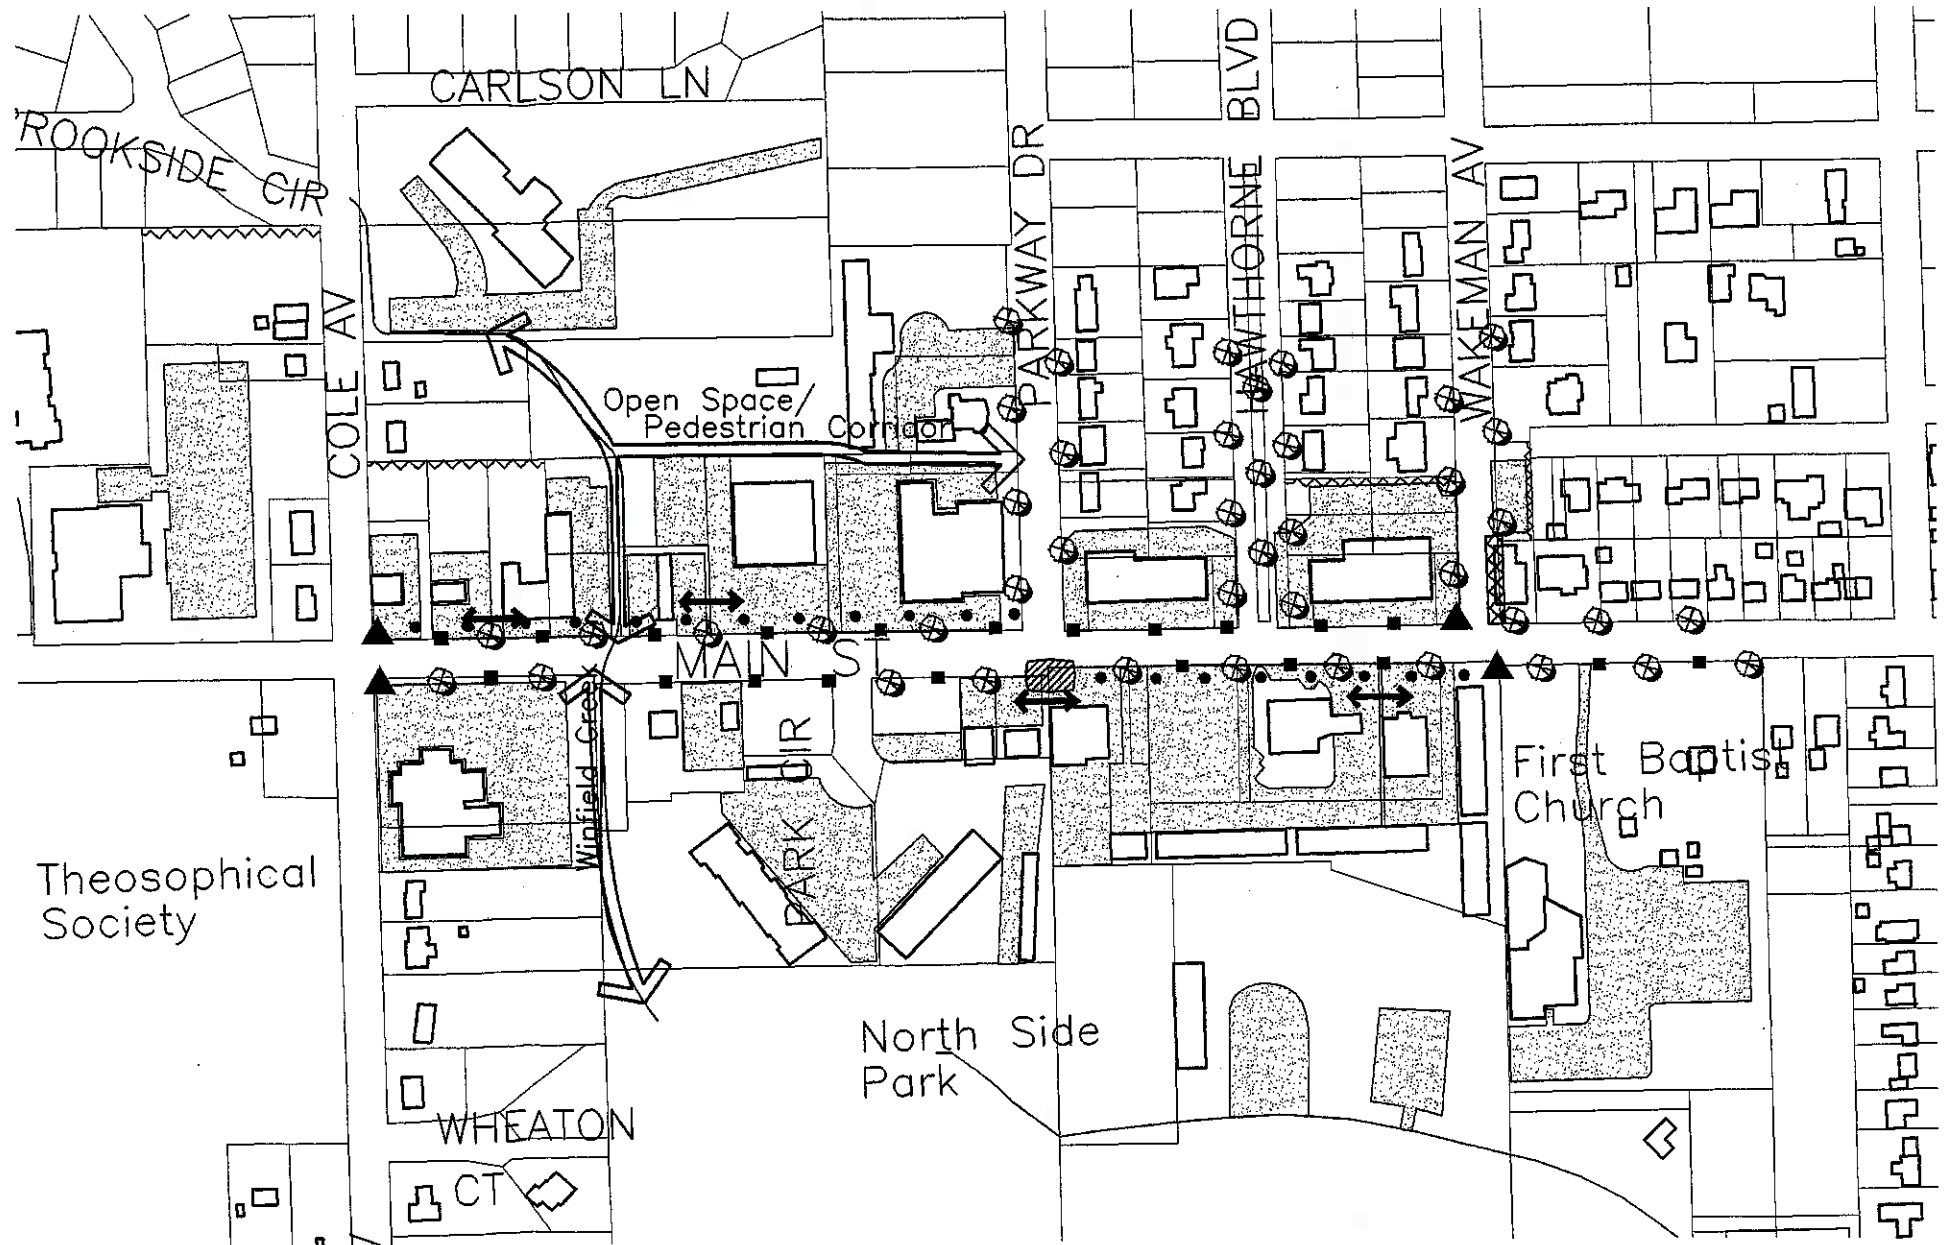 CARLSON LN
ROOKSIDE CIR
COLE AV
PARKWAY DR
HAWTHORNE BLVD
WAKEMAN AV
Open Space/
Pedestrian Corridor
MAIN ST
Winfield Creek
PARK CIR
First Baptist
Church
Theosophical
Society
North Side
Park
WHEATON
CT